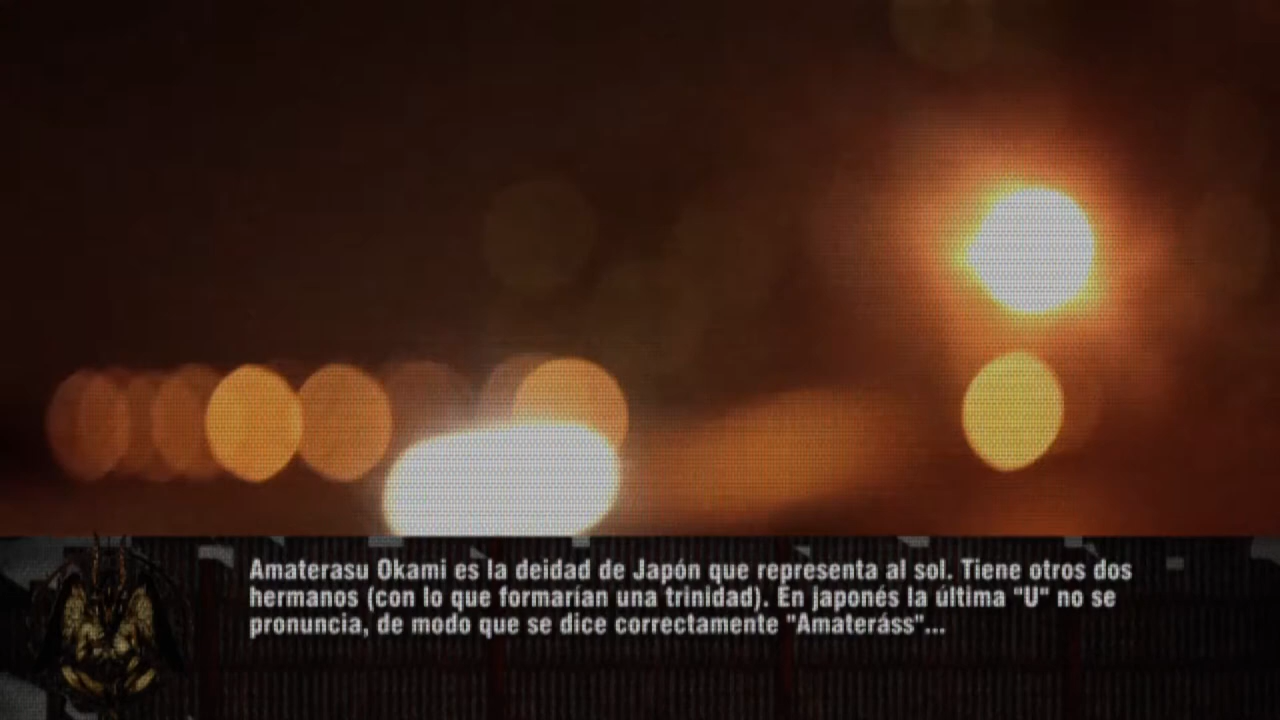 Amaterasu Okami es la deidad de Japón que representa al sol. Tiene otros dos
hermanos (con lo que formarían una trinidad). En japonés la última "U" no se
pronuncia, de modo que se dice correctamente "Amateráss"...